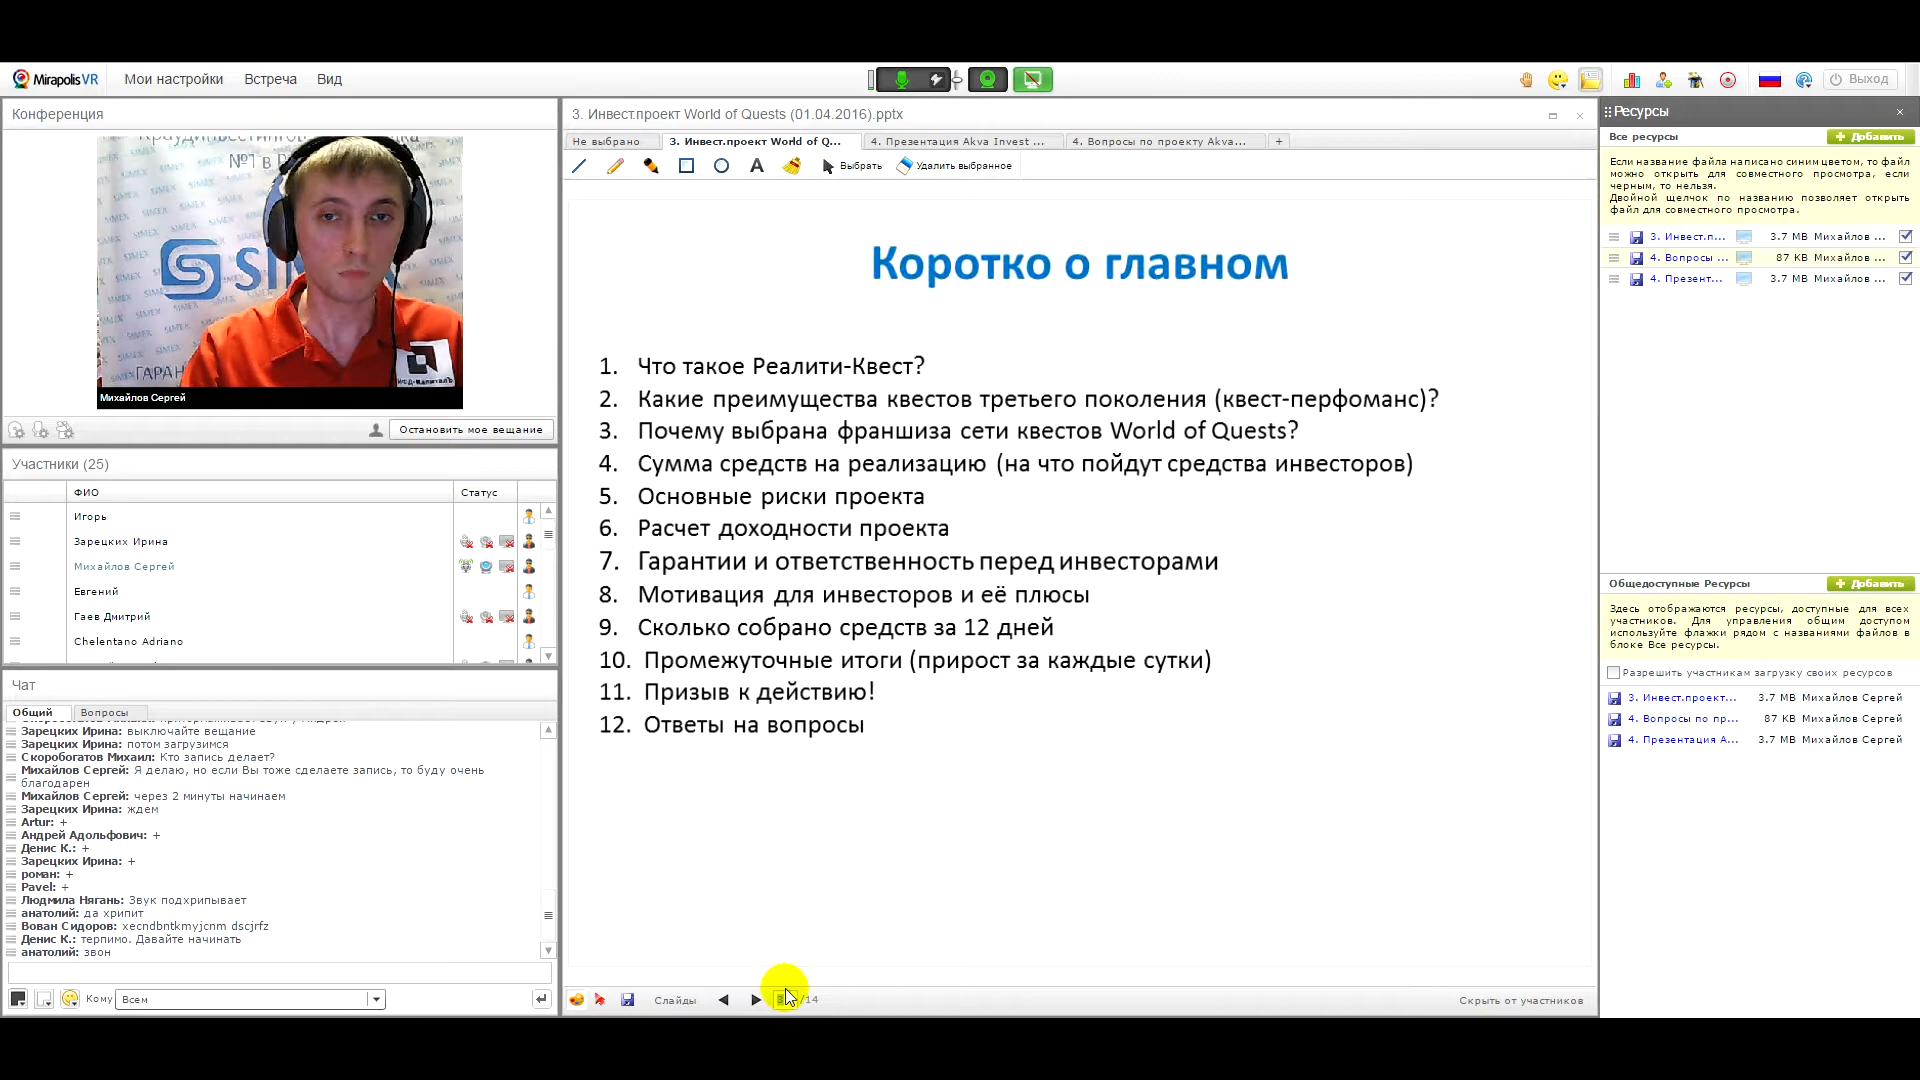 Mirapolis VR
Мои настройки
Встреча
Вид
Выход
Конференция
№1 в Р
SIMEX
ГАРАН
Михайлов Сергей
Остановить мое вещание
Участники (25)
ФИО
Статус
Игорь
Зарецких Ирина
Михайлов Сергей
Евгений
Гаев Дмитрий
Chelentano Adriano
Чат
Общий
Вопросы
Зарецких Ирина: выключайте вещание
Зарецких Ирина: потом загрузимся
Скоробогатов Михаил: Кто запись делает?
Михайлов Сергей: Я делаю, но если Вы тоже сделаете запись, то буду очень
благодарен
Михайлов Сергей: через 2 минуты начинаем
Зарецких Ирина: ждем
Artur: +
Андрей Адольфович: +
Денис К.: +
Зарецких Ирина: +
роман: +
Pavel: +
Людмила Нягань: Звук подхрипывает
анатолий: да хрипит
Вован Сидоров: xecndbntkmyjcnm dscjrfz
Денис К.: терпимо. Давайте начинать
анатолий: звон
Кому
Всем
3. Инвест.проект World of Quests (01.04.2016).pptx
Не выбрано
3. Инвест.проект World of Q...
4. Презентация Akva Invest ...
4. Вопросы по проекту Akva...
+
A
Выбрать
Удалить выбранное
Коротко о главном
1. Что такое Реалити-Квест?
2. Какие преимущества квестов третьего поколения (квест-перфоманс)?
3. Почему выбрана франшиза сети квестов World of Quests?
4. Сумма средств на реализацию (на что пойдут средства инвесторов)
5. Основные риски проекта
6. Расчет доходности проекта
7. Гарантии и ответственность перед инвесторами
8. Мотивация для инвесторов и её плюсы
9. Сколько собрано средств за 12 дней
10. Промежуточные итоги (прирост за каждые сутки)
11. Призыв к действию!
12. Ответы на вопросы
Слайды
3 /14
Скрыть от участников
Ресурсы
Все ресурсы
Добавить
Если название файла написано синим цветом, то файл
можно открыть для совместного просмотра, если
черным, то нельзя.
Двойной щелчок по названию позволяет открыть
файл для совместного просмотра.
3. Инвест.п... 3.7 MB Михайлов ...
4. Вопросы ... 87 KB Михайлов ...
4. Презент... 3.7 MB Михайлов ...
Общедоступные Ресурсы
Добавить
Здесь отображаются ресурсы, доступные для всех
участников. Для управления общим доступом
используйте флажки рядом с названиями файлов в
блоке Все ресурсы.
Разрешить участникам загрузку своих ресурсов
3. Инвест.проект... 3.7 MB Михайлов Сергей
4. Вопросы по пр... 87 KB Михайлов Сергей
4. Презентация А... 3.7 MB Михайлов Сергей